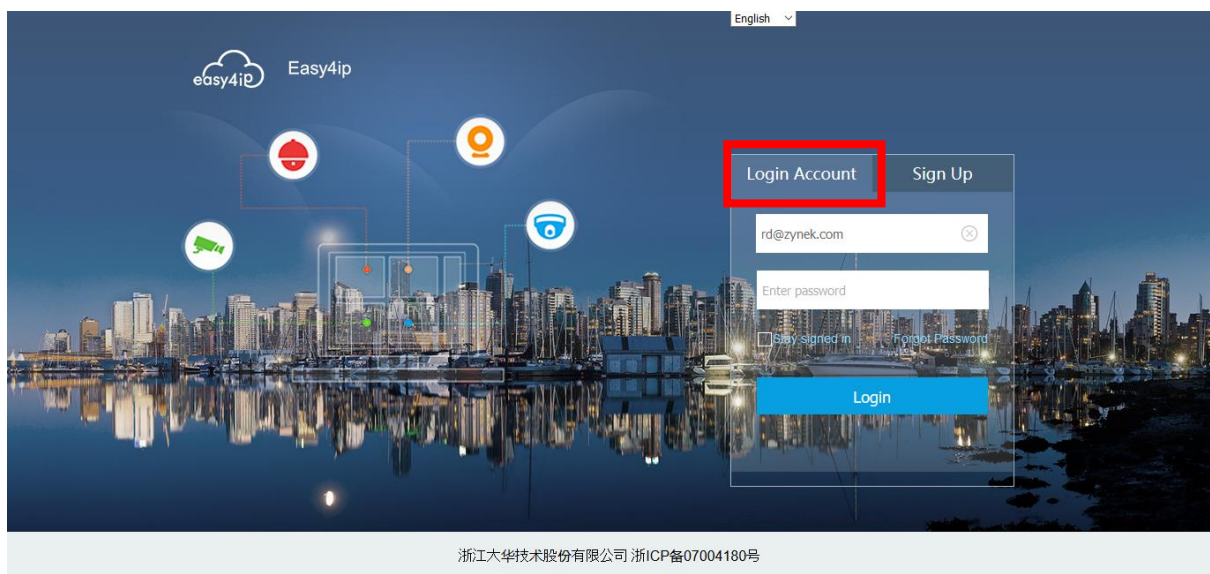 English
easy4ip
Easy4ip
Login Account
Sign Up
rd@zynek.com
Enter password
Stay signed in
Forgot Password
Login
浙江大华技术股份有限公司 浙ICP备07004180号